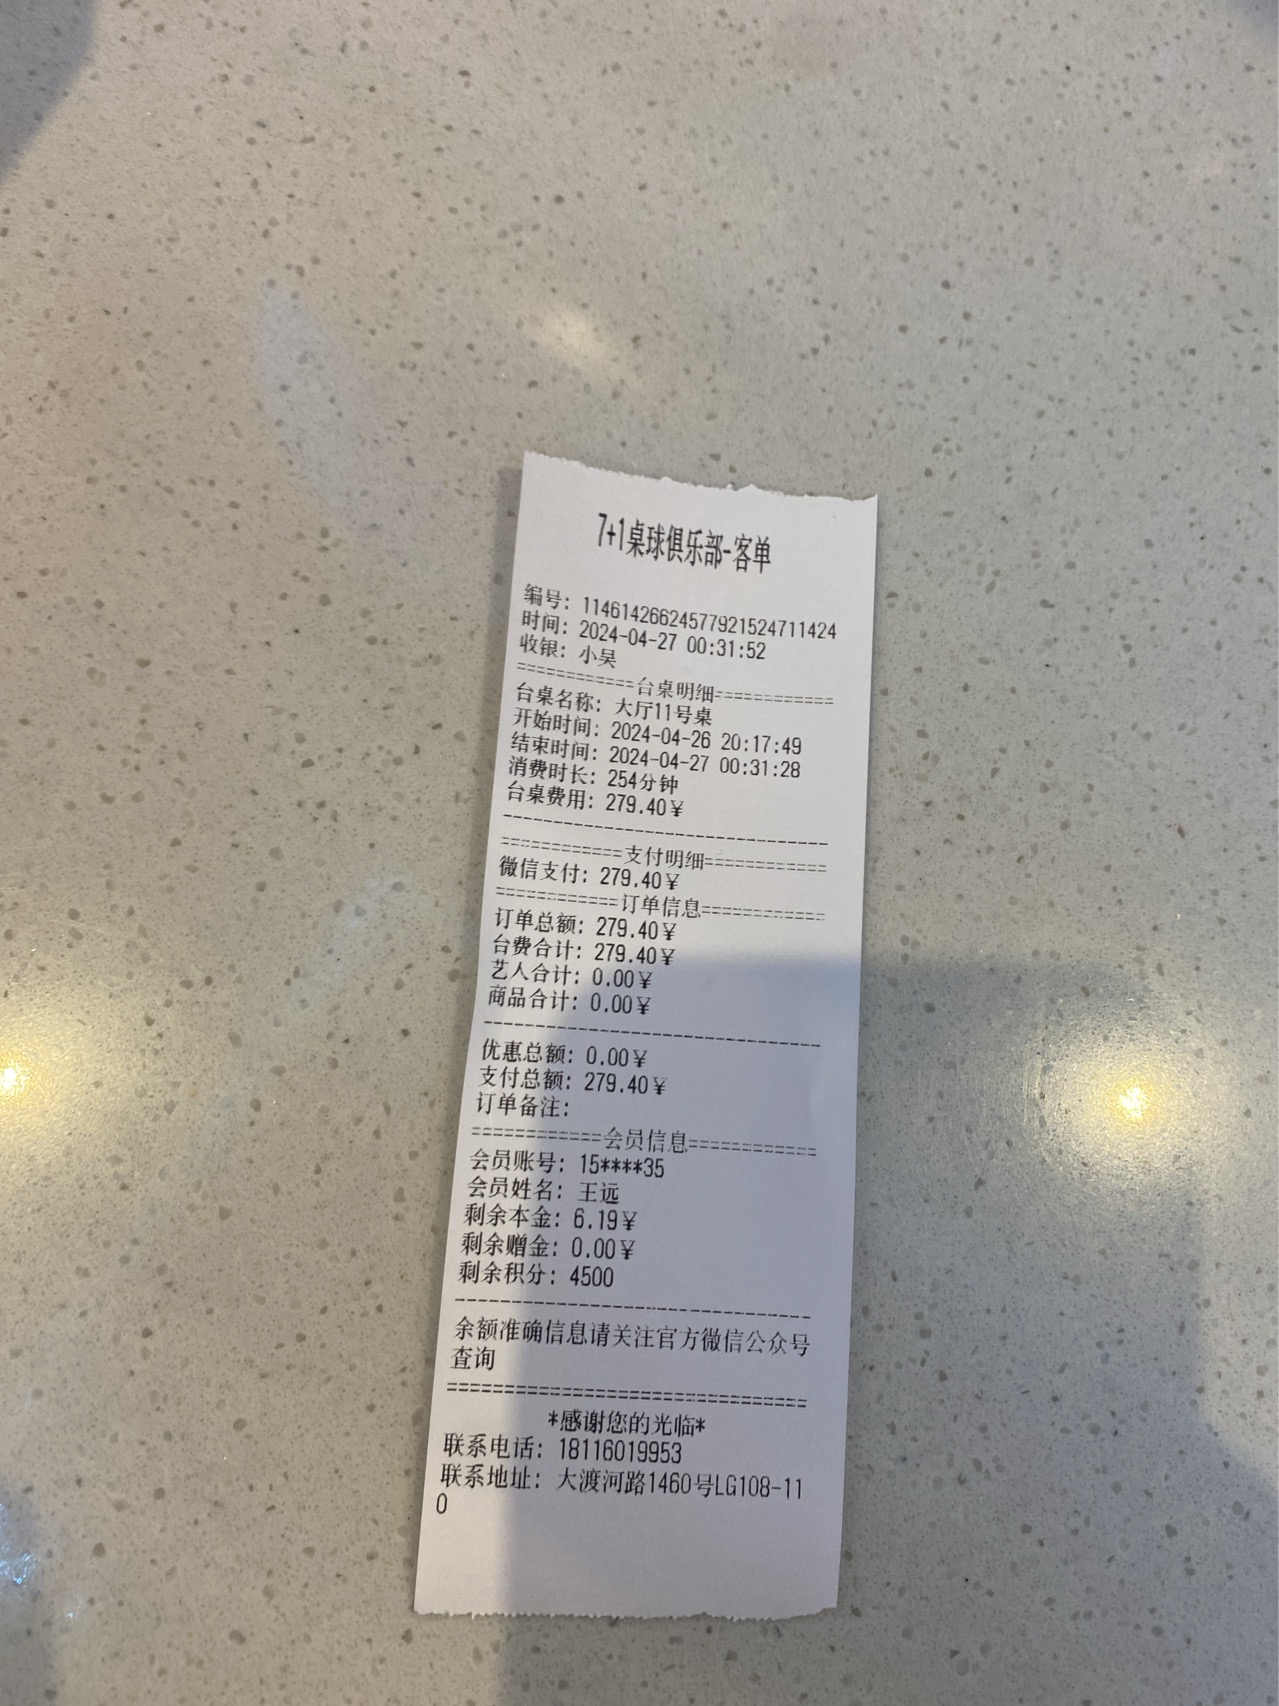 7+1桌球俱乐部-客单
编号: 114614266245779215247​11424
时间: 2024-04-27 00:31:52
收银: 小吴
============台桌明细============
台桌名称: 大厅11号桌
开始时间: 2024-04-26 20:17:49
结束时间: 2024-04-27 00:31:28
消费时长: 254分钟
台桌费用: 279.40¥
--------------------------------
============支付明细============
微信支付: 279.40¥
============订单信息============
订单总额: 279.40¥
台费合计: 279.40¥
艺人合计: 0.00¥
商品合计: 0.00¥
--------------------------------
优惠总额: 0.00¥
支付总额: 279.40¥
订单备注:
============会员信息============
会员账号: 15****35
会员姓名: 王远
剩余本金: 6.19¥
剩余赠金: 0.00¥
剩余积分: 4500
--------------------------------
余额准确信息请关注官方微信公众号
查询
================================
*感谢您的光临*
联系电话: 18116019953
联系地址: 大渡河路1460号LG108-11
0